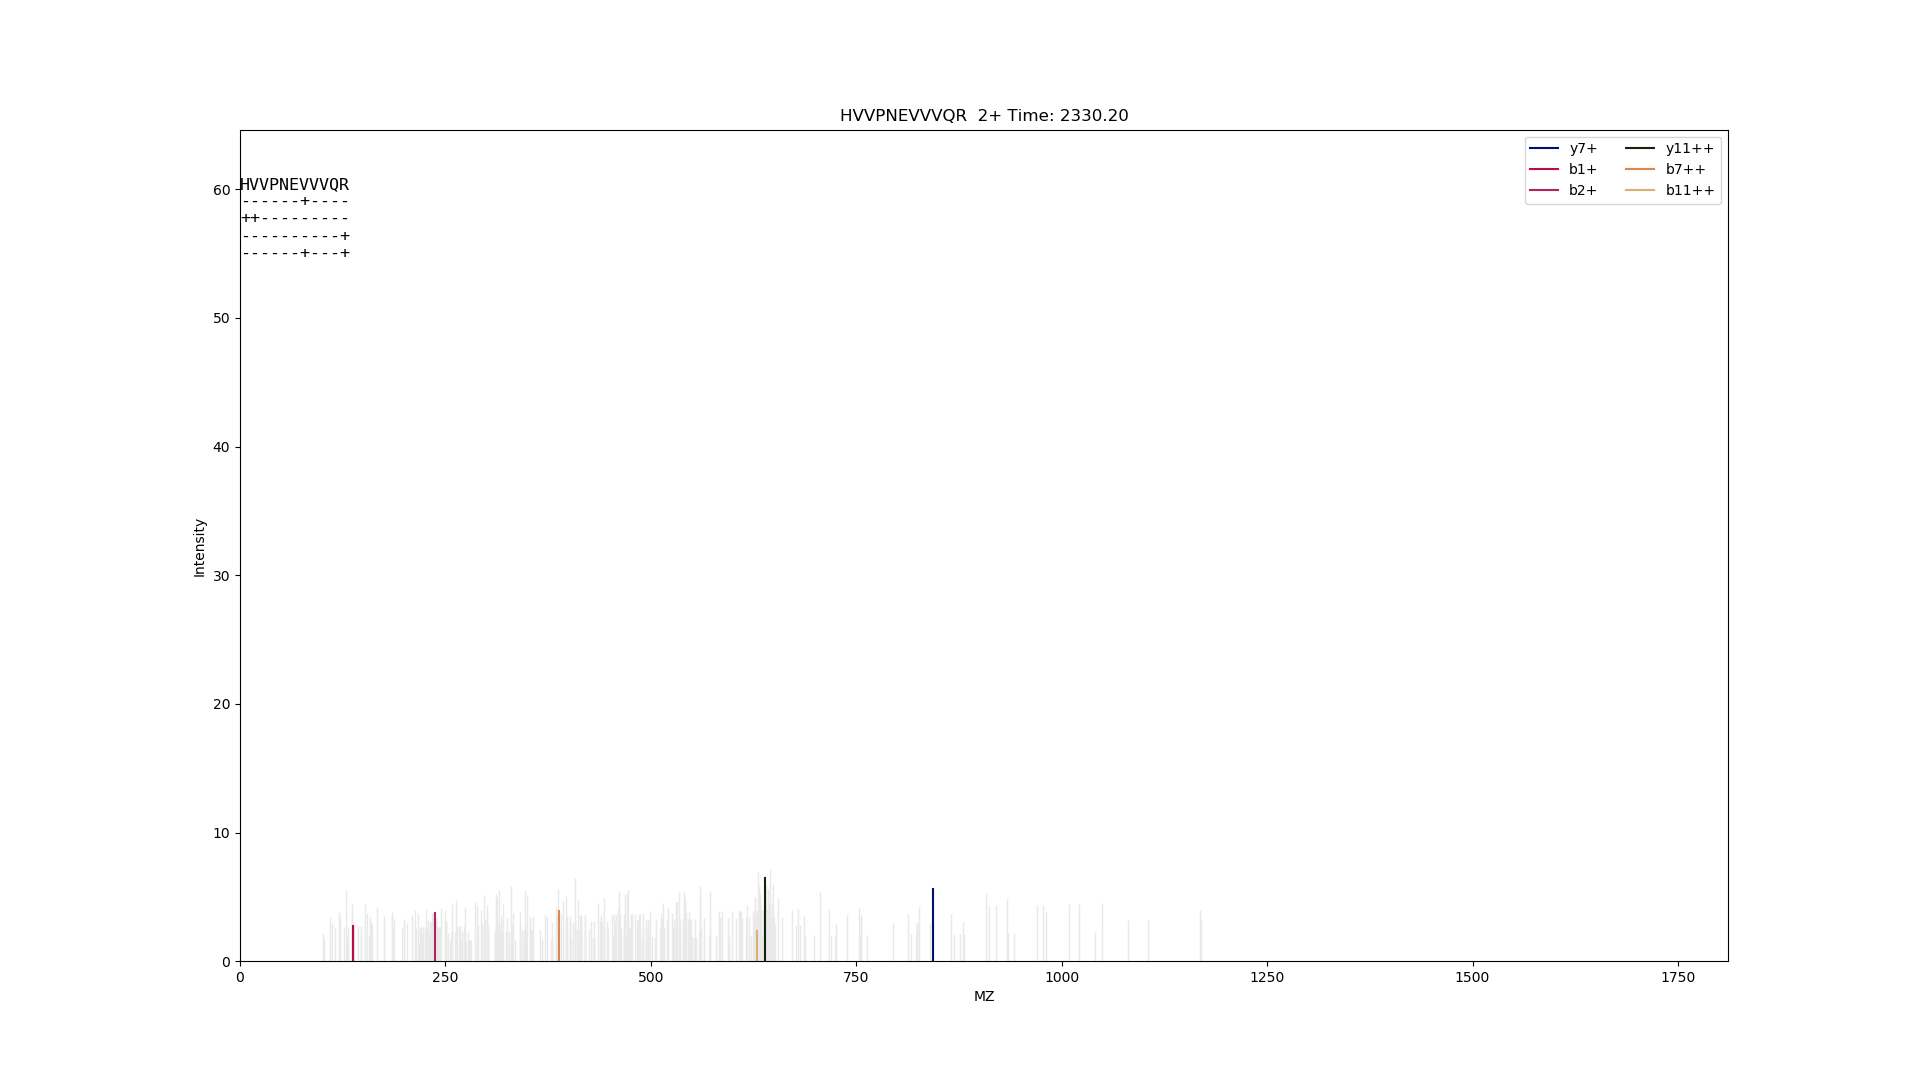 HVVPNEVVVQR  2+ Time: 2330.20
y7+
b1+
b2+
y11++
b7++
b11++
HVVPNEVVVQR
------+----
++---------
----------+
------+---+
60
50
40
30
20
10
0
Intensity
0 250 500 750 1000 1250 1500 1750
MZ